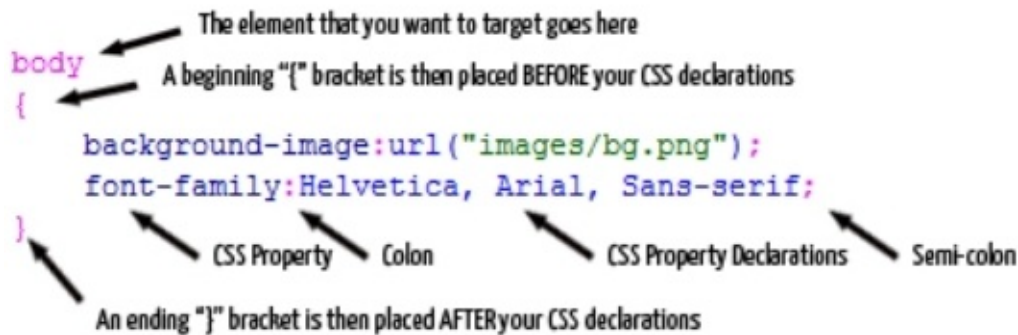 The element that you want to target goes here
body
A beginning “{” bracket is then placed BEFORE your CSS declarations
{
background-image:url("images/bg.png");
font-family:Helvetica, Arial, Sans-serif;
}
CSS Property
Colon
CSS Property Declarations
Semi-colon
An ending “}” bracket is then placed AFTER your CSS declarations